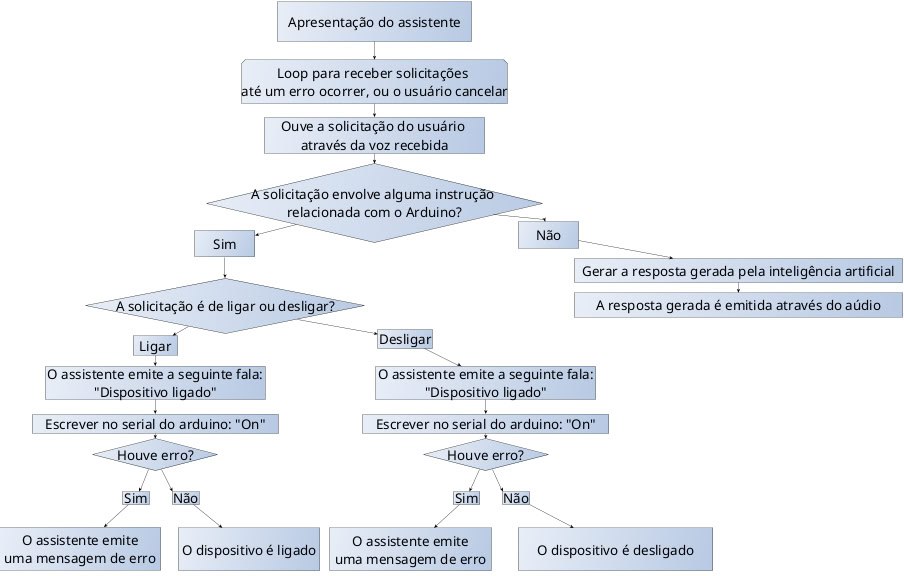 Apresentação do assistente
Loop para receber solicitações
até um erro ocorrer, ou o usuário cancelar
Ouve a solicitação do usuário
através da voz recebida
A solicitação envolve alguma instrução
relacionada com o Arduino?
Sim
Não
Gerar a resposta gerada pela inteligência artificial
A resposta gerada é emitida através do aúdio
A solicitação é de ligar ou desligar?
Ligar
Desligar
O assistente emite a seguinte fala:
"Dispositivo ligado"
O assistente emite a seguinte fala:
"Dispositivo ligado"
Escrever no serial do arduino: "On"
Escrever no serial do arduino: "On"
Houve erro?
Houve erro?
Sim
Não
Sim
Não
O assistente emite
uma mensagem de erro
O dispositivo é ligado
O assistente emite
uma mensagem de erro
O dispositivo é desligado